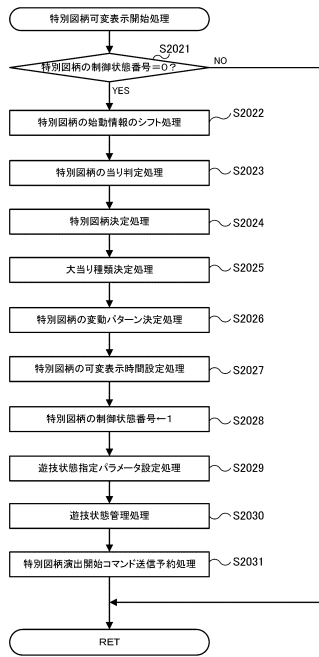 特別図柄可変表示開始処理
S2021
特別図柄の制御状態番号=0?
NO
YES
特別図柄の始動情報のシフト処理
S2022
特別図柄の当り判定処理
S2023
特別図柄決定処理
S2024
大当り種類決定処理
S2025
特別図柄の変動パターン決定処理
S2026
特別図柄の可変表示時間設定処理
S2027
特別図柄の制御状態番号←1
S2028
遊技状態指定パラメータ設定処理
S2029
遊技状態管理処理
S2030
特別図柄演出開始コマンド送信予約処理
S2031
RET